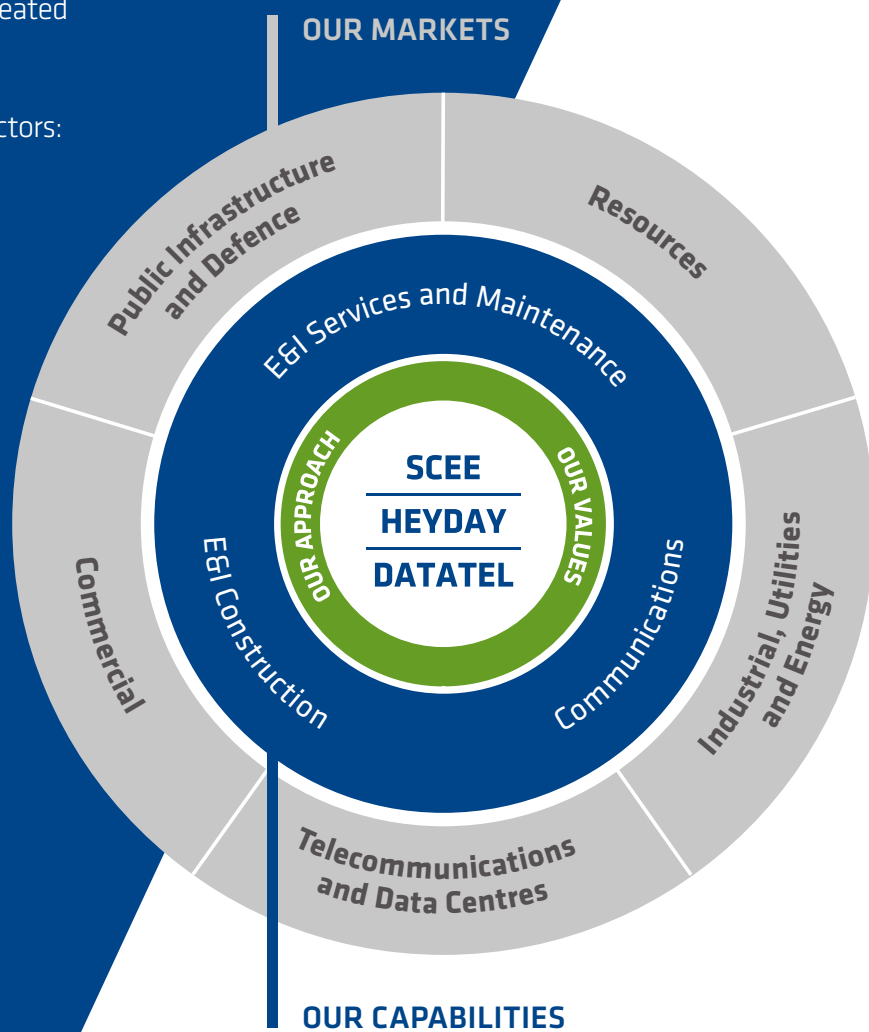 eated
OUR MARKETS
ctors:
Public Infrastructure
and Defence
Resources
E&I Services and Maintenance
OUR APPROACH
OUR VALUES
SCEE
HEYDAY
DATATEL
E&I Construction
Communications
Commercial
Industrial, Utilities
and Energy
Telecommunications
and Data Centres
OUR CAPABILITIES